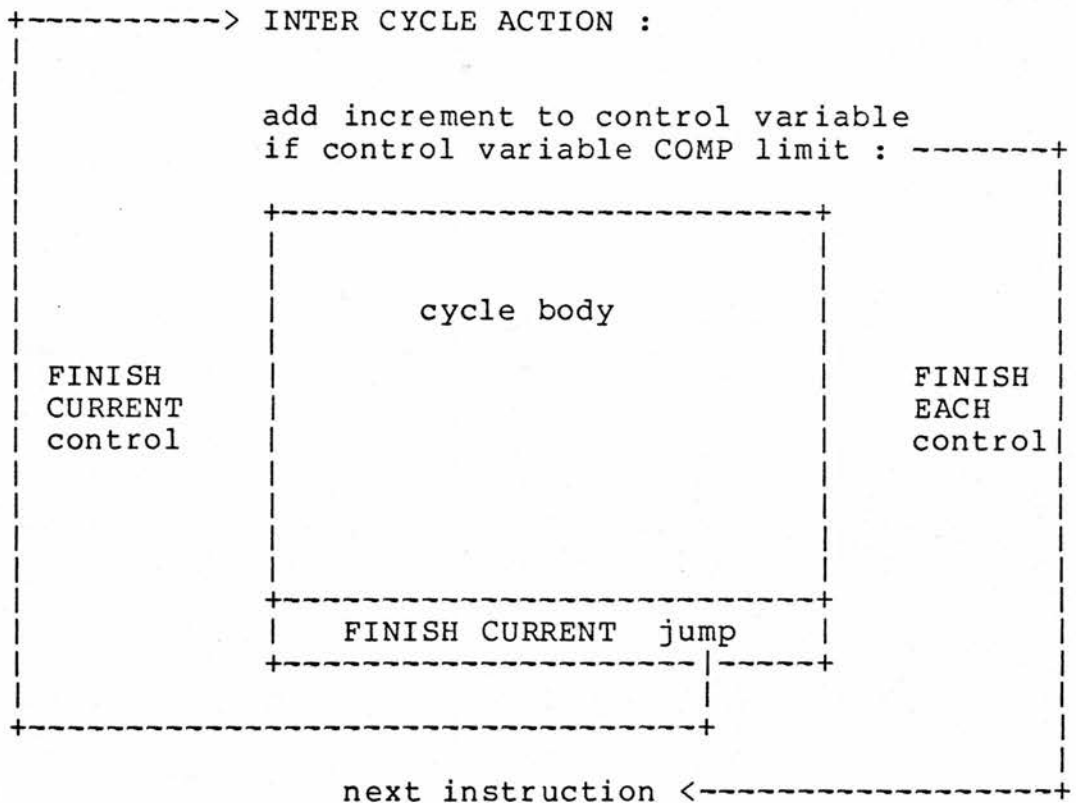 INTER CYCLE ACTION :
add increment to control variable
if control variable COMP limit :
cycle body
FINISH
CURRENT
control
FINISH
EACH
control
FINISH CURRENT jump
next instruction